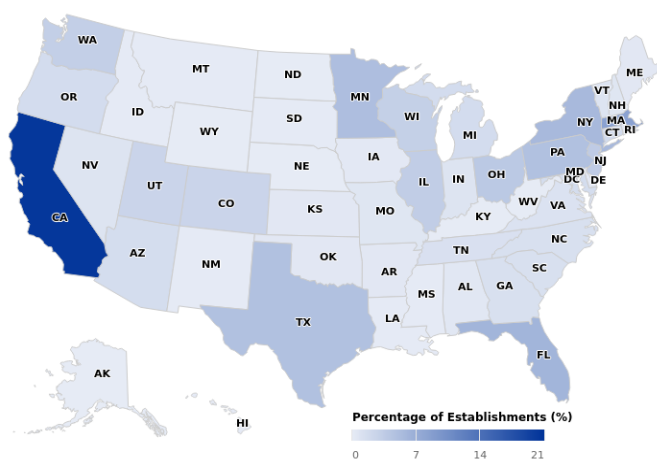 WA
MT
ND
MN
ME
OR
ID
SD
WI
MI
VT
NH
NY
MA
CT
RI
WY
IA
NE
PA
NJ
NV
UT
CO
IL
IN
OH
MD
DC
DE
CA
KS
MO
WV
VA
KY
AZ
NM
OK
TN
NC
AR
SC
MS
AL
GA
TX
LA
FL
AK
HI
Percentage of Establishments (%)
0 7 14 21